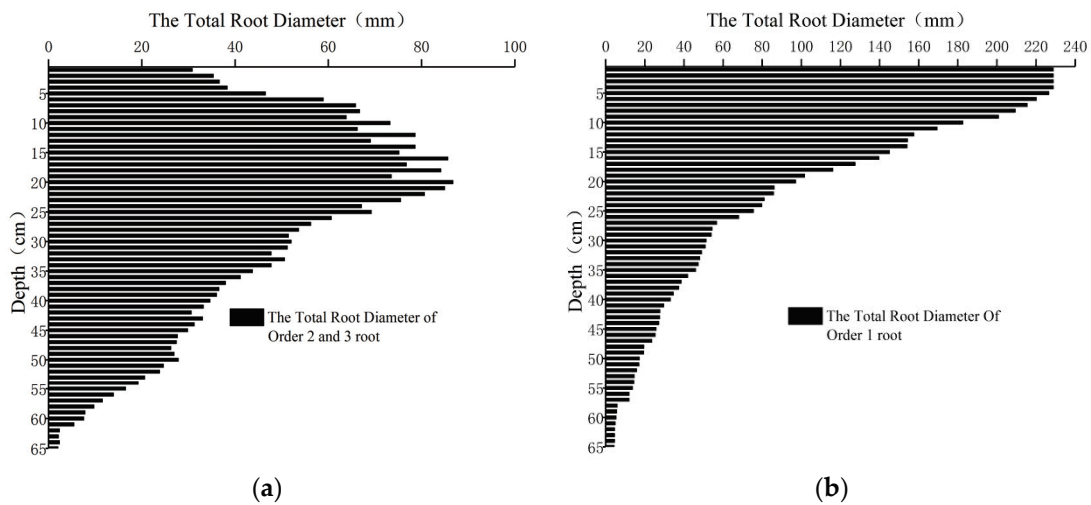 The Total Root Diameter（mm）
0 20 40 60 80 100
5
10
15
20
25
30
35
40
45
50
55
60
65
Depth（cm）
The Total Root Diameter of
Order 2 and 3 root
(a)
The Total Root Diameter（mm）
0 20 40 60 80 100 120 140 160 180 200 220 240
5
10
15
20
25
30
35
40
45
50
55
60
65
Depth（cm）
The Total Root Diameter Of
Order 1 root
(b)